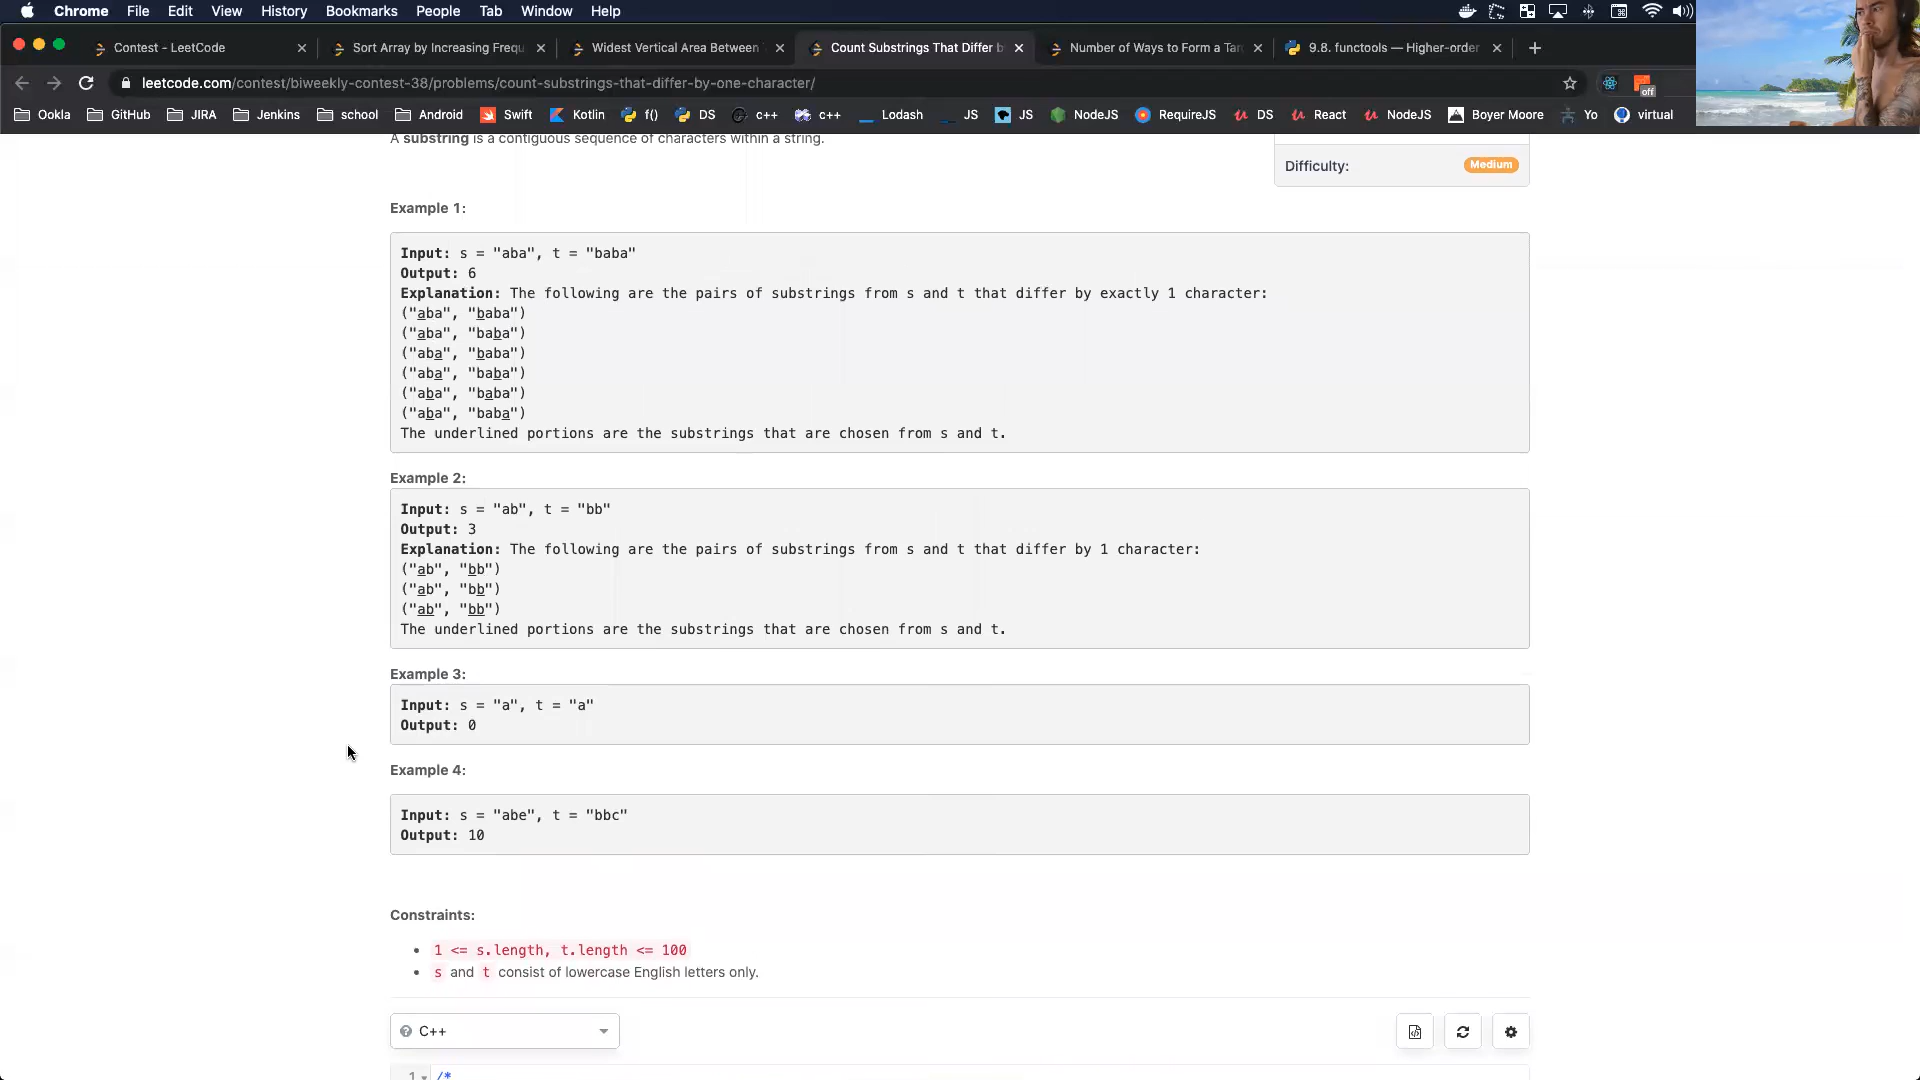 Chrome File Edit View History Bookmarks People Tab Window Help
Contest - LeetCode
Sort Array by Increasing Frequ
Widest Vertical Area Between
Count Substrings That Differ b
Number of Ways to Form a Tar
9.8. functools — Higher-order
leetcode.com/contest/biweekly-contest-38/problems/count-substrings-that-differ-by-one-character/
off
Ookla GitHub JIRA Jenkins school Android Swift Kotlin f() DS c++ c++ Lodash JS JS NodeJS RequireJS DS React NodeJS Boyer Moore Yo virtual
A substring is a contiguous sequence of characters within a string.
Difficulty: Medium
Example 1:
Input: s = "aba", t = "baba"
Output: 6
Explanation: The following are the pairs of substrings from s and t that differ by exactly 1 character:
("aba", "baba")
("aba", "baba")
("aba", "baba")
("aba", "baba")
("aba", "baba")
("aba", "baba")
The underlined portions are the substrings that are chosen from s and t.
Example 2:
Input: s = "ab", t = "bb"
Output: 3
Explanation: The following are the pairs of substrings from s and t that differ by 1 character:
("ab", "bb")
("ab", "bb")
("ab", "bb")
The underlined portions are the substrings that are chosen from s and t.
Example 3:
Input: s = "a", t = "a"
Output: 0
Example 4:
Input: s = "abe", t = "bbc"
Output: 10
Constraints:
1 <= s.length, t.length <= 100
s and t consist of lowercase English letters only.
C++
1 /*